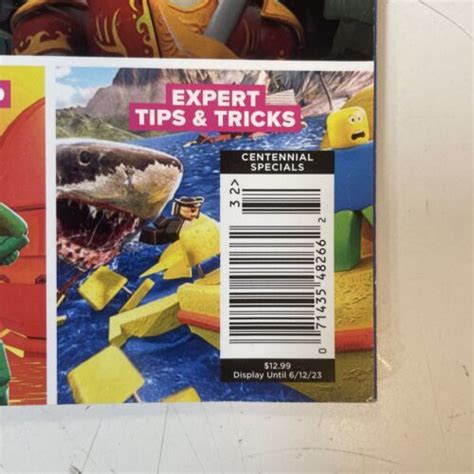 EXPERT
TIPS & TRICKS
CENTENNIAL
SPECIALS
3 2>
0 71435 48266 2
$12.99
Display Until 6/12/23